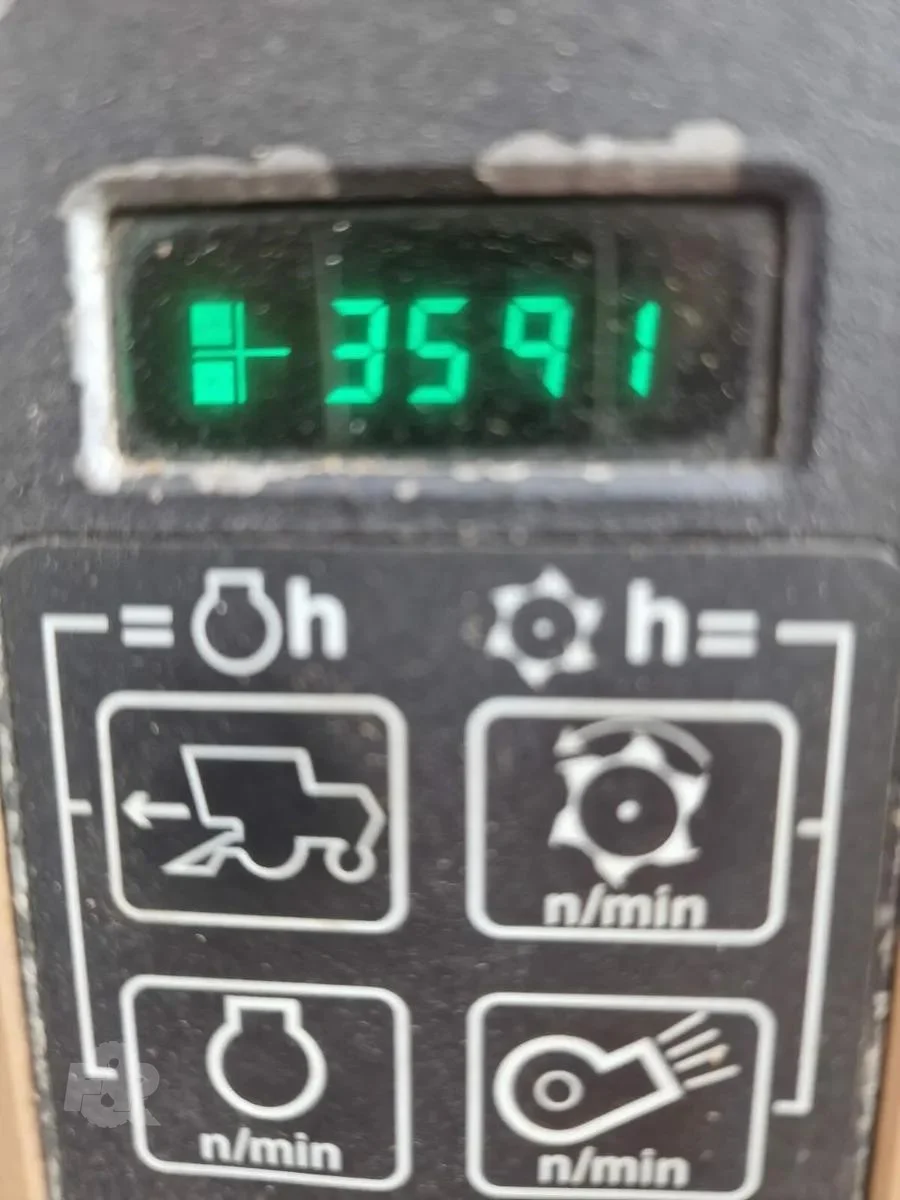 3591
= h h =
n/min
n/min n/min